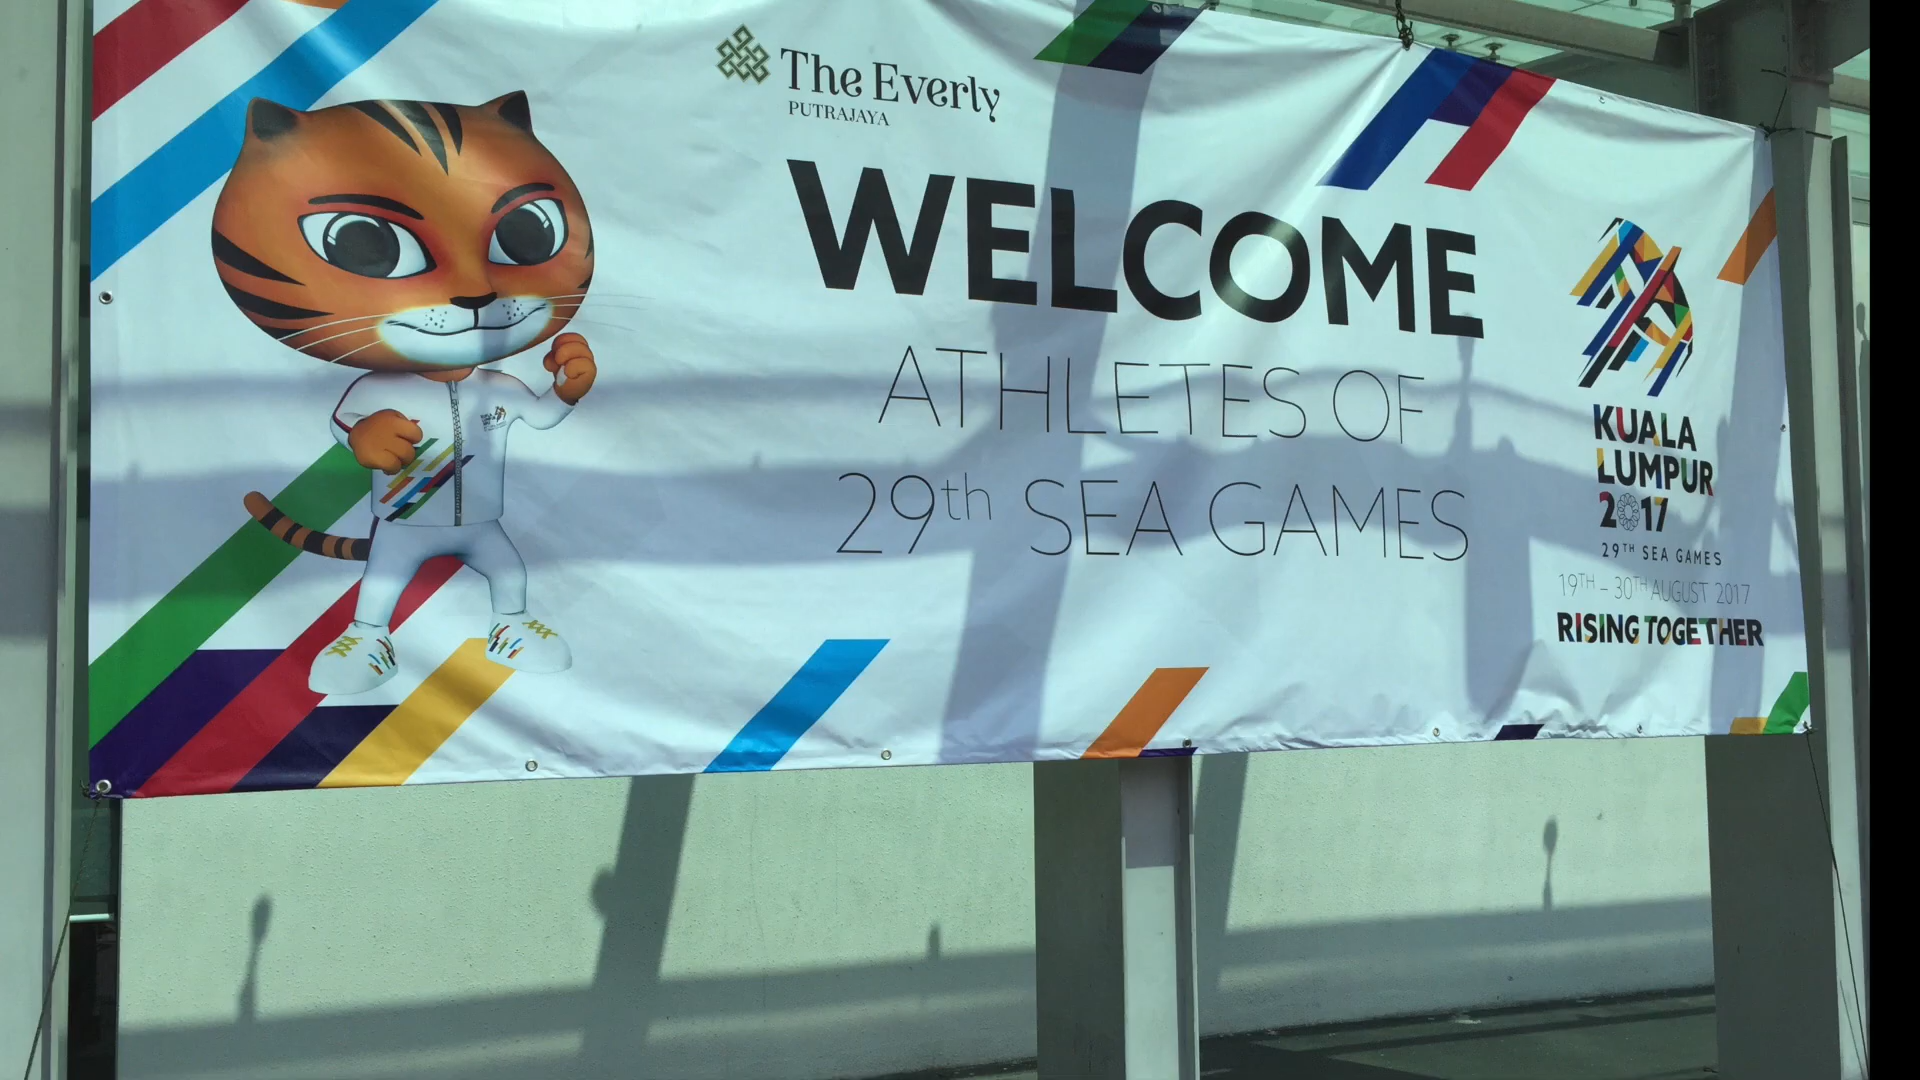 The Everly
PUTRAJAYA
WELCOME
ATHLETES OF
29th SEA GAMES
KUALA
LUMPUR
2017
29TH SEA GAMES
19TH - 30TH AUGUST 2017
RISING TOGETHER